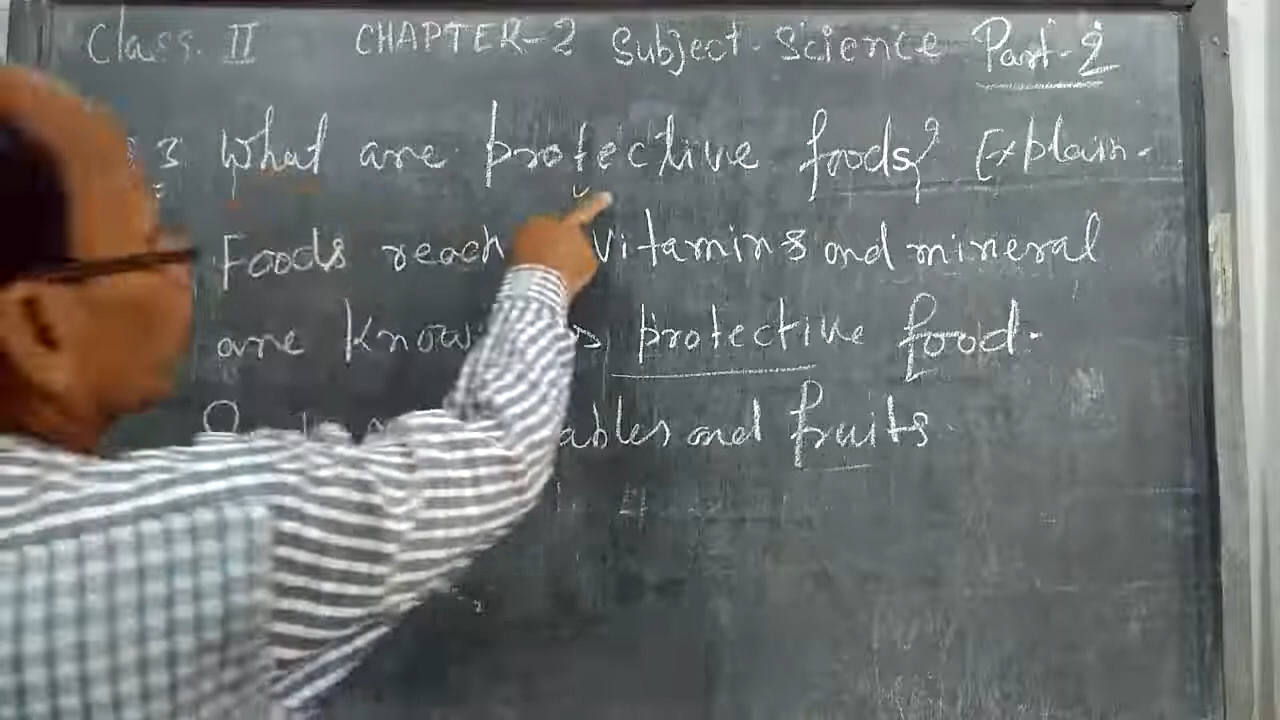 Class. II CHAPTER-2 Subject-Science Part-2
3 What are protective foods? Explain.
Foods reach vitamins and mineral
are protective food.
and fruits.